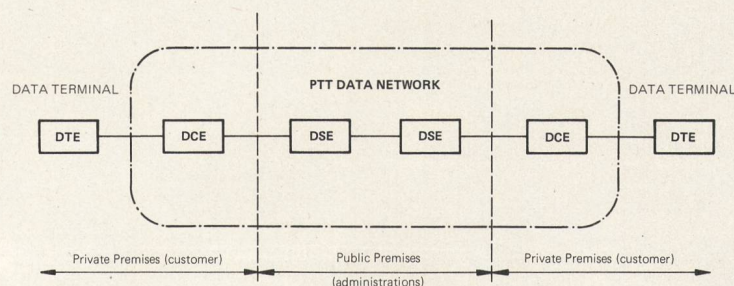 PTT DATA NETWORK
DATA TERMINAL
DATA TERMINAL
DTE
DCE
DSE
DSE
DCE
DTE
Private Premises (customer)
Public Premises
(administrations)
Private Premises (customer)